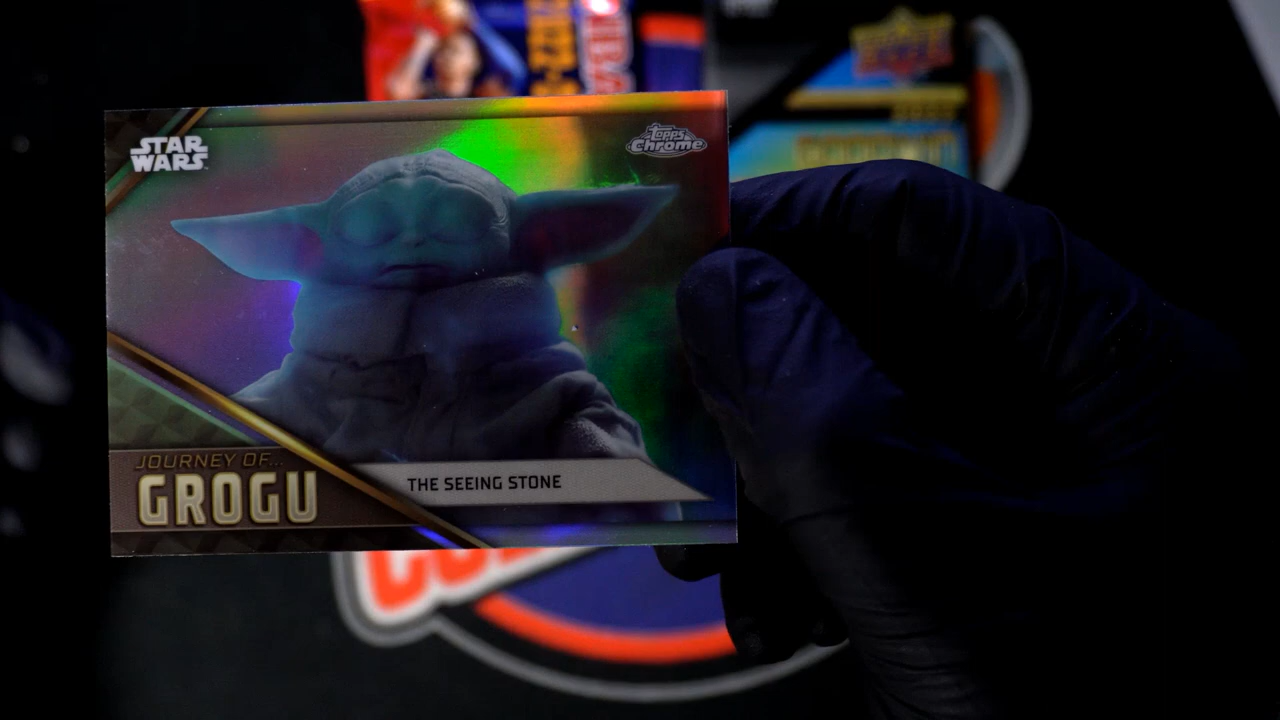 STAR
WARS
Topps
Chrome
JOURNEY OF...
GROGU
THE SEEING STONE